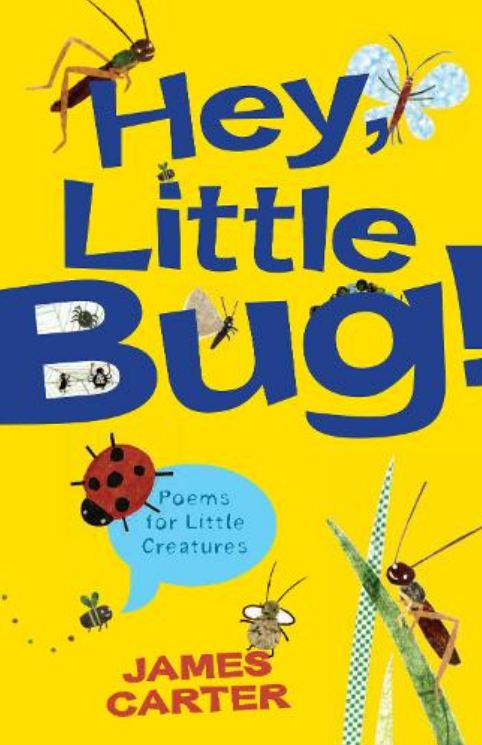 Hey,
Little
Bug!
Poems
for Little
Creatures
JAMES
CARTER